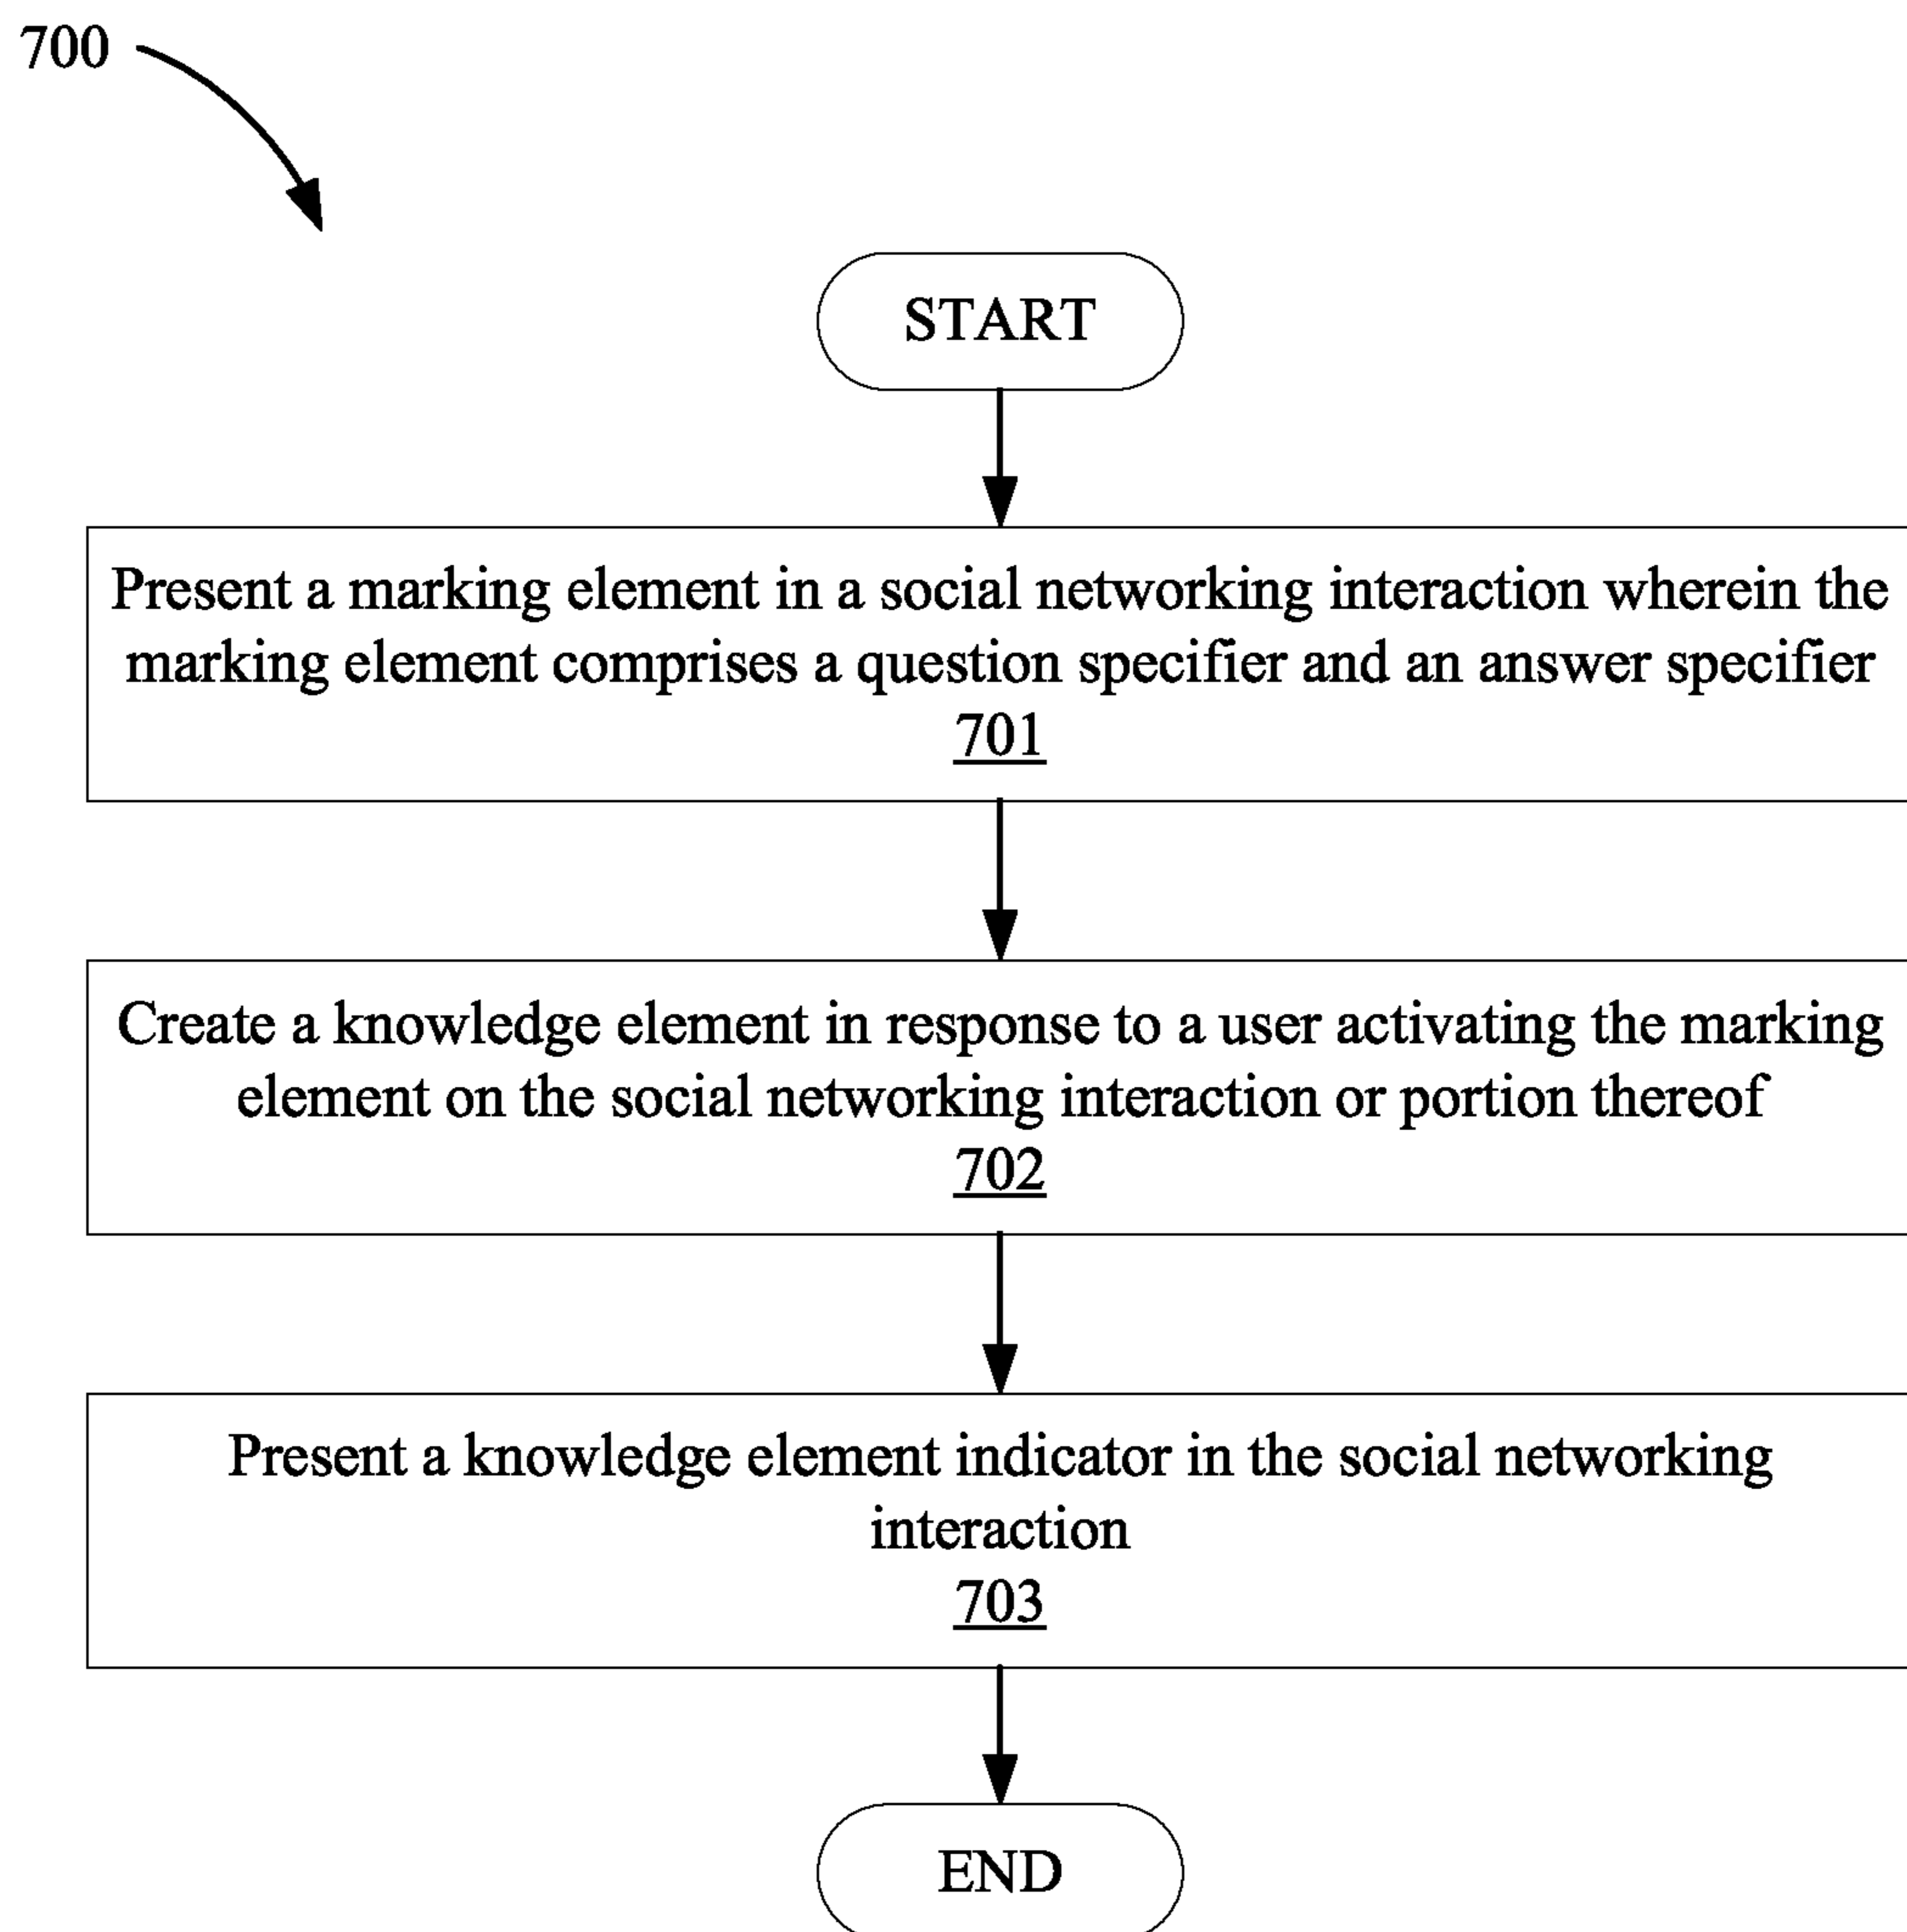 700
START
Present a marking element in a social networking interaction wherein the
marking element comprises a question specifier and an answer specifier
701
Create a knowledge element in response to a user activating the marking
element on the social networking interaction or portion thereof
702
Present a knowledge element indicator in the social networking
interaction
703
END